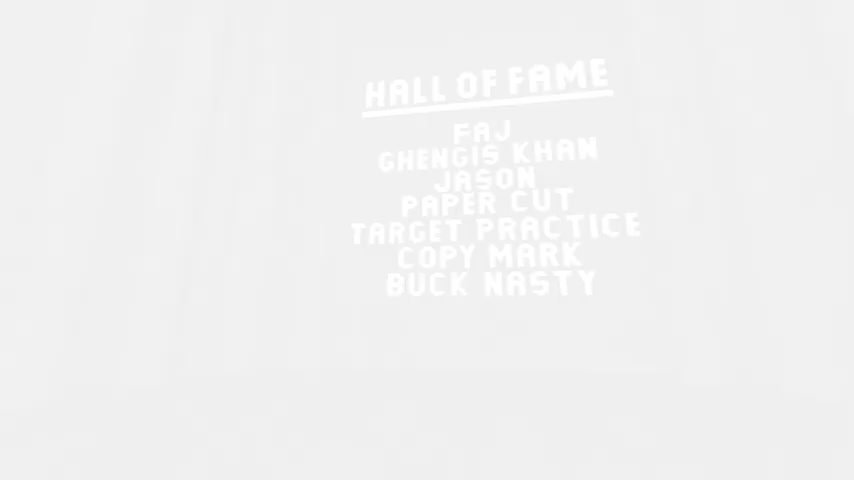 HALL OF FAME
FAJ
GHENGIS KHAN
JASON
PAPER CUT
TARGET PRACTICE
COPY MARK
BUCK NASTY